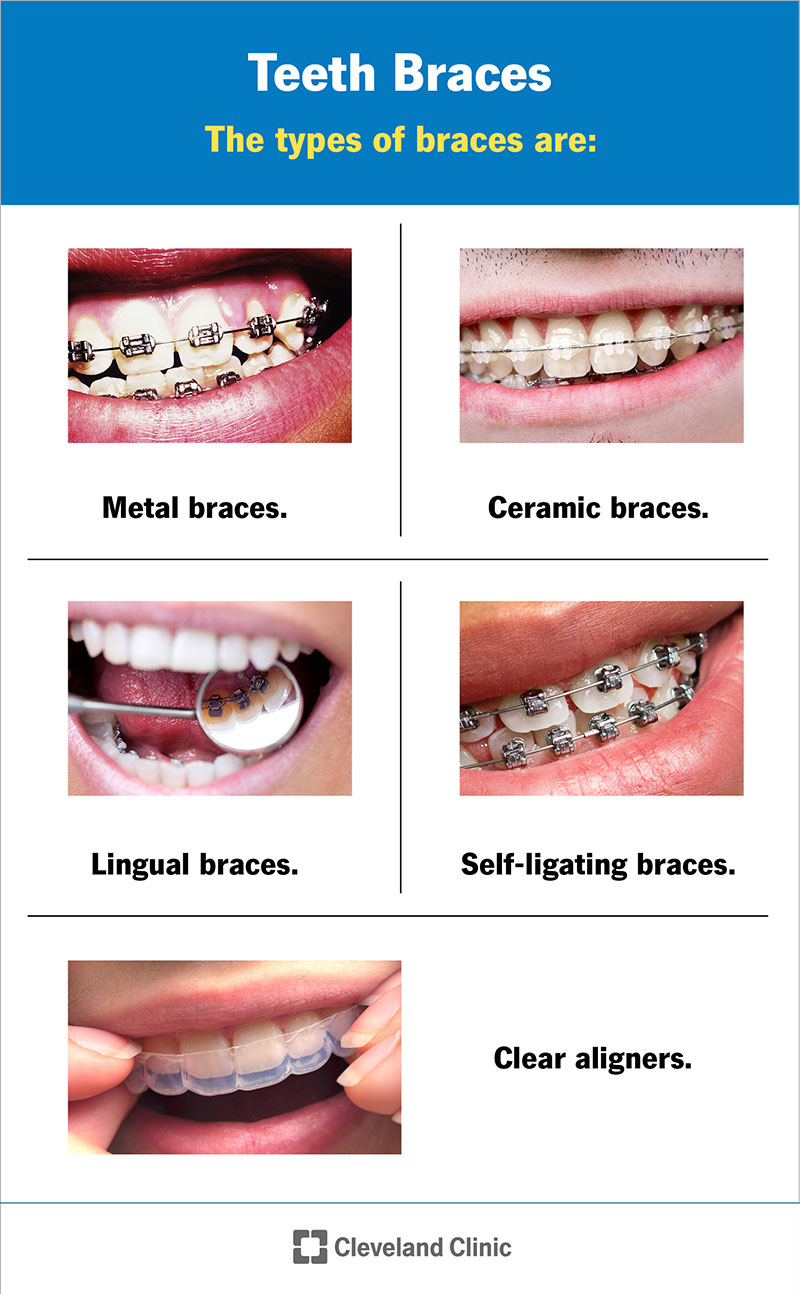 Teeth Braces
The types of braces are:
Metal braces.
Ceramic braces.
Lingual braces.
Self-ligating braces.
Clear aligners.
Cleveland Clinic